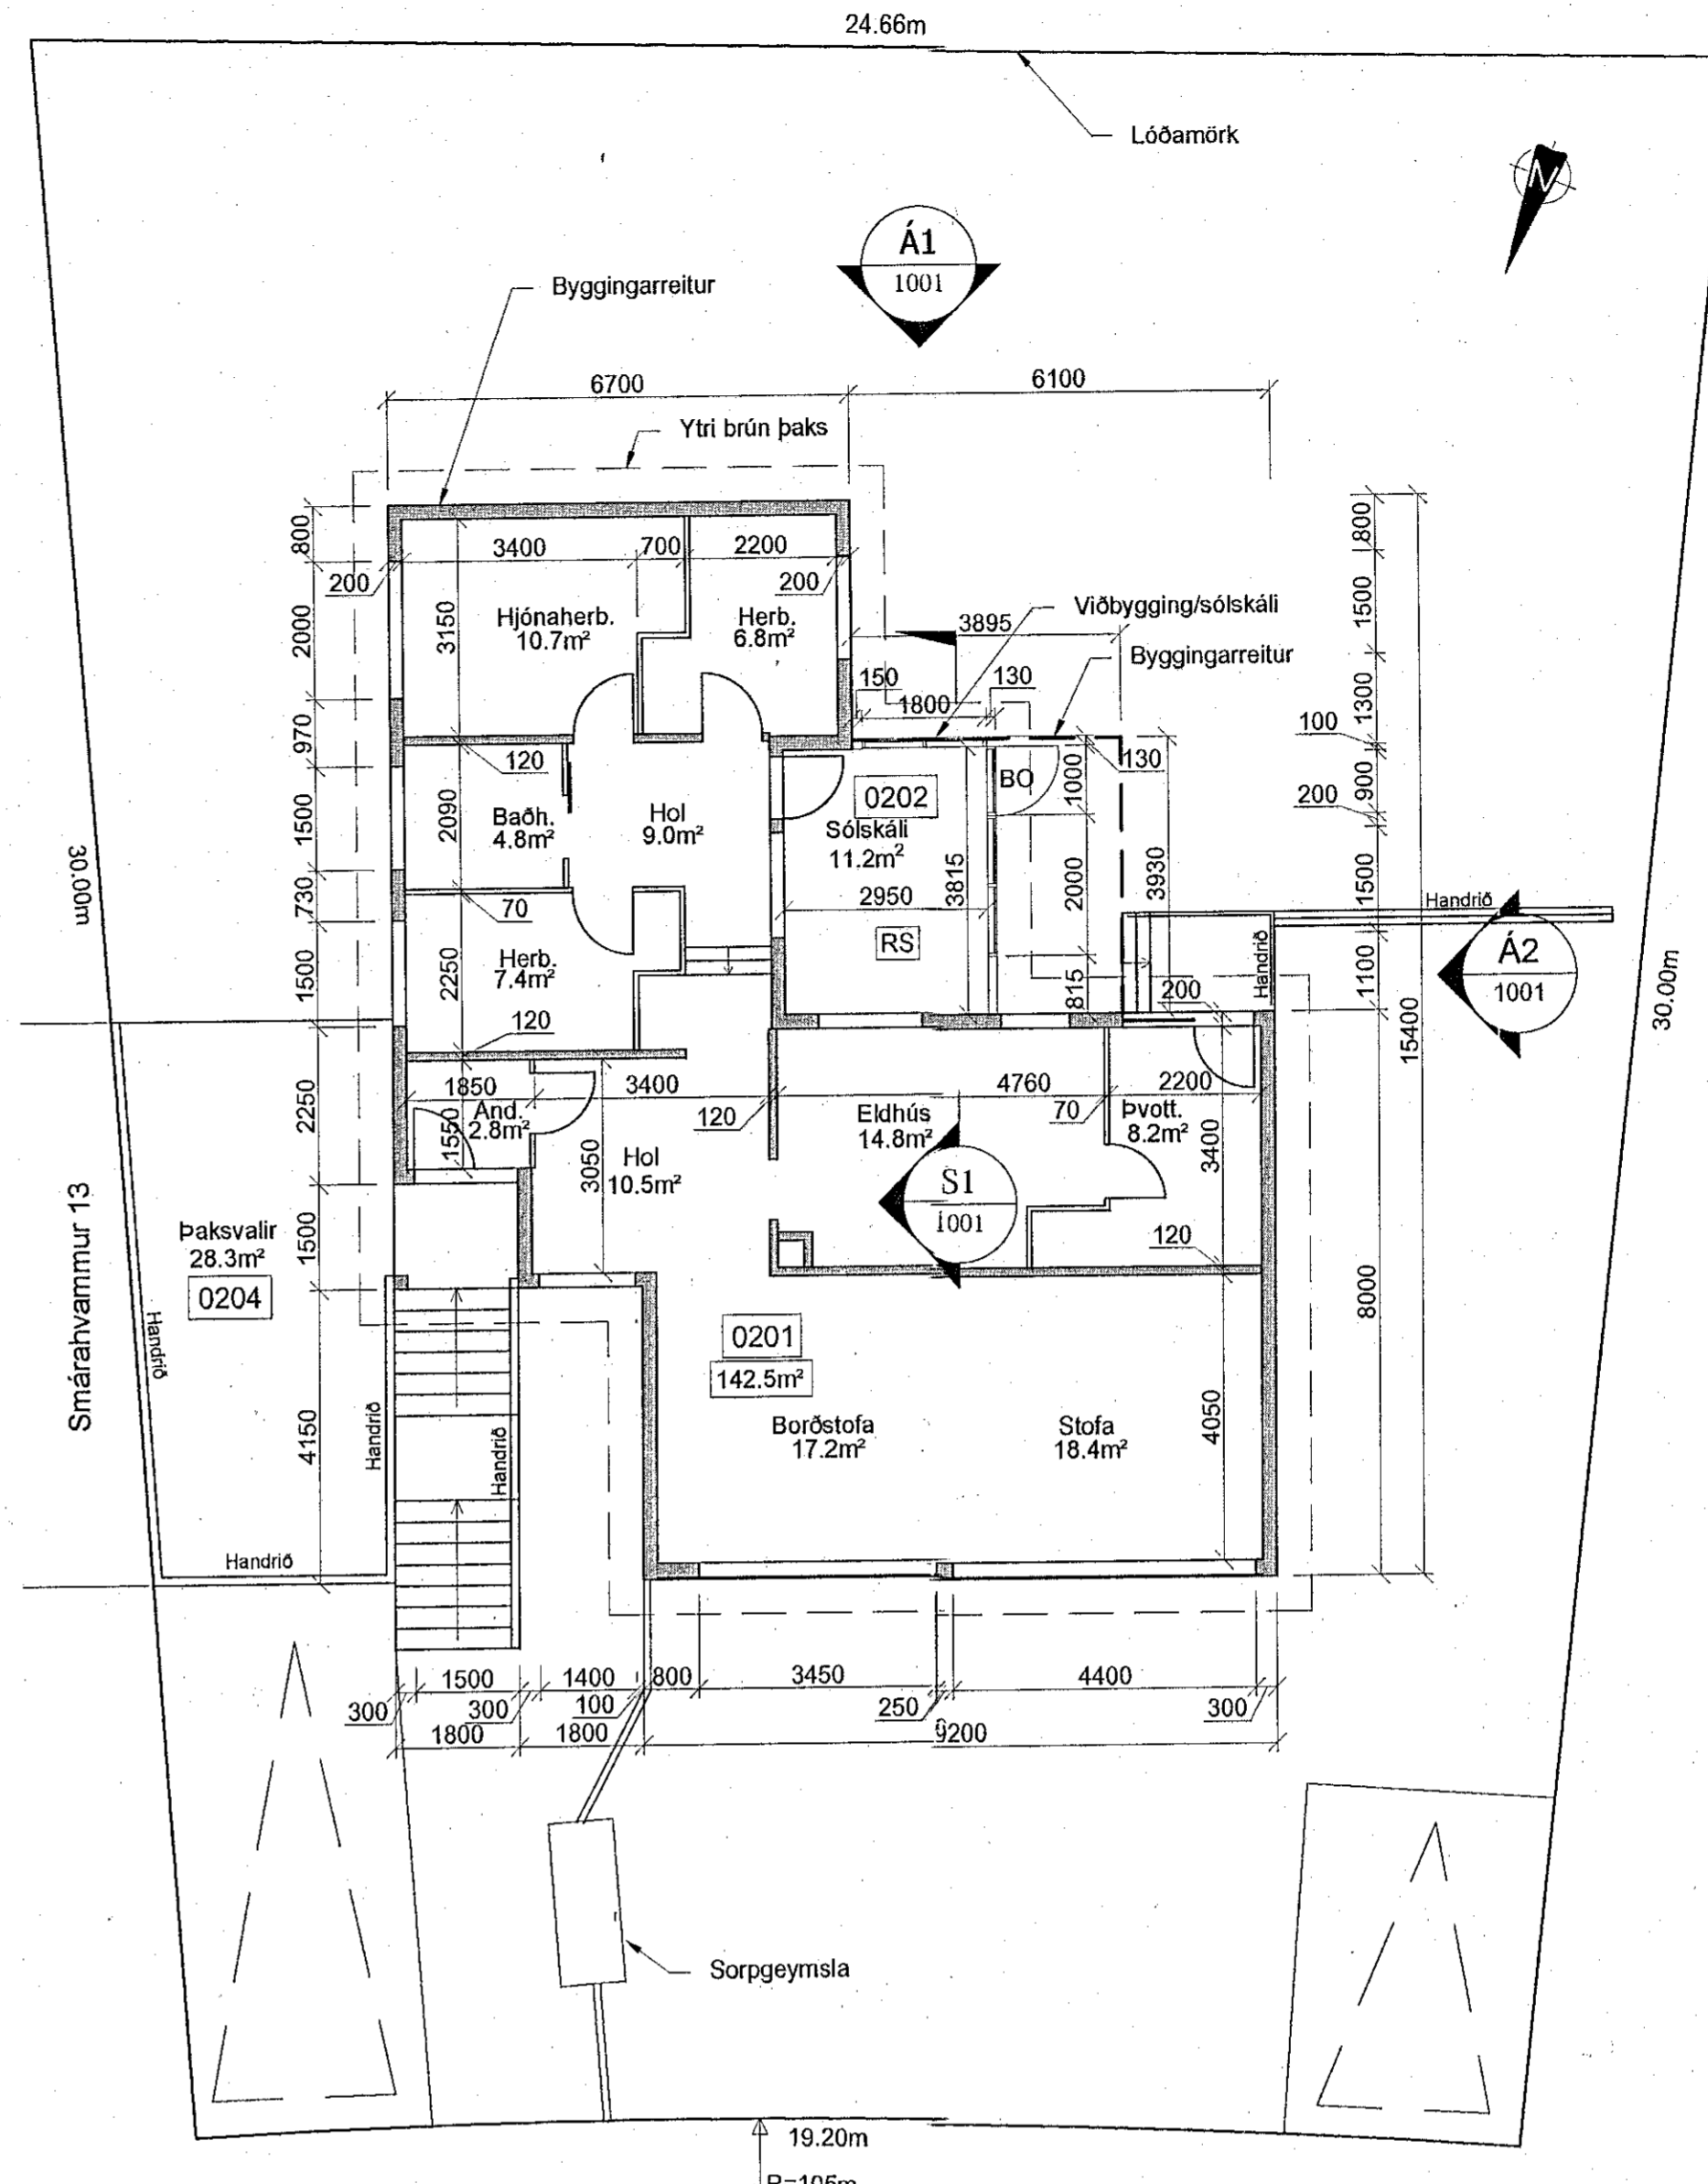 24.66m
Lóðamörk
N
Á1
1001
Byggingarreitur
6700
6100
Ytri brún þaks
800
3400
700
2200
200
200
1800
1500
3150
Hjónaherb.
10.7m²
Herb.
6.8m²
Viðbygging/sólskáli
3895
Byggingarreitur
2000
150
130
1800
1300
100
970
120
BO
1000
130
0202
900
200
2090
Baðh.
4.8m²
Hol
9.0m²
Sólskáli
11.2m²
1500
3815
2000
3930
30.00m
2950
1500
Handrið
730
70
RS
Á2
1001
Herb.
7.4m²
2250
1500
815
200
Handrið
1100
30.00m
120
15400
1850
3400
4760
2200
And.
2.8m²
1550
120
Eldhús
14.8m²
70
Þvott.
8.2m²
2250
3050
Hol
10.5m²
3400
S1
1001
Smárahvammur 13
Þaksvalir
28.3m²
0204
1500
120
8000
Handrið
0201
142.5m²
4150
Handrið
Handrið
Borðstofa
17.2m²
Stofa
18.4m²
4050
Handrið
1500
1400
800
3450
4400
300
300
100
250
300
1800
1800
9200
Sorpgeymsla
19.20m
R=105m